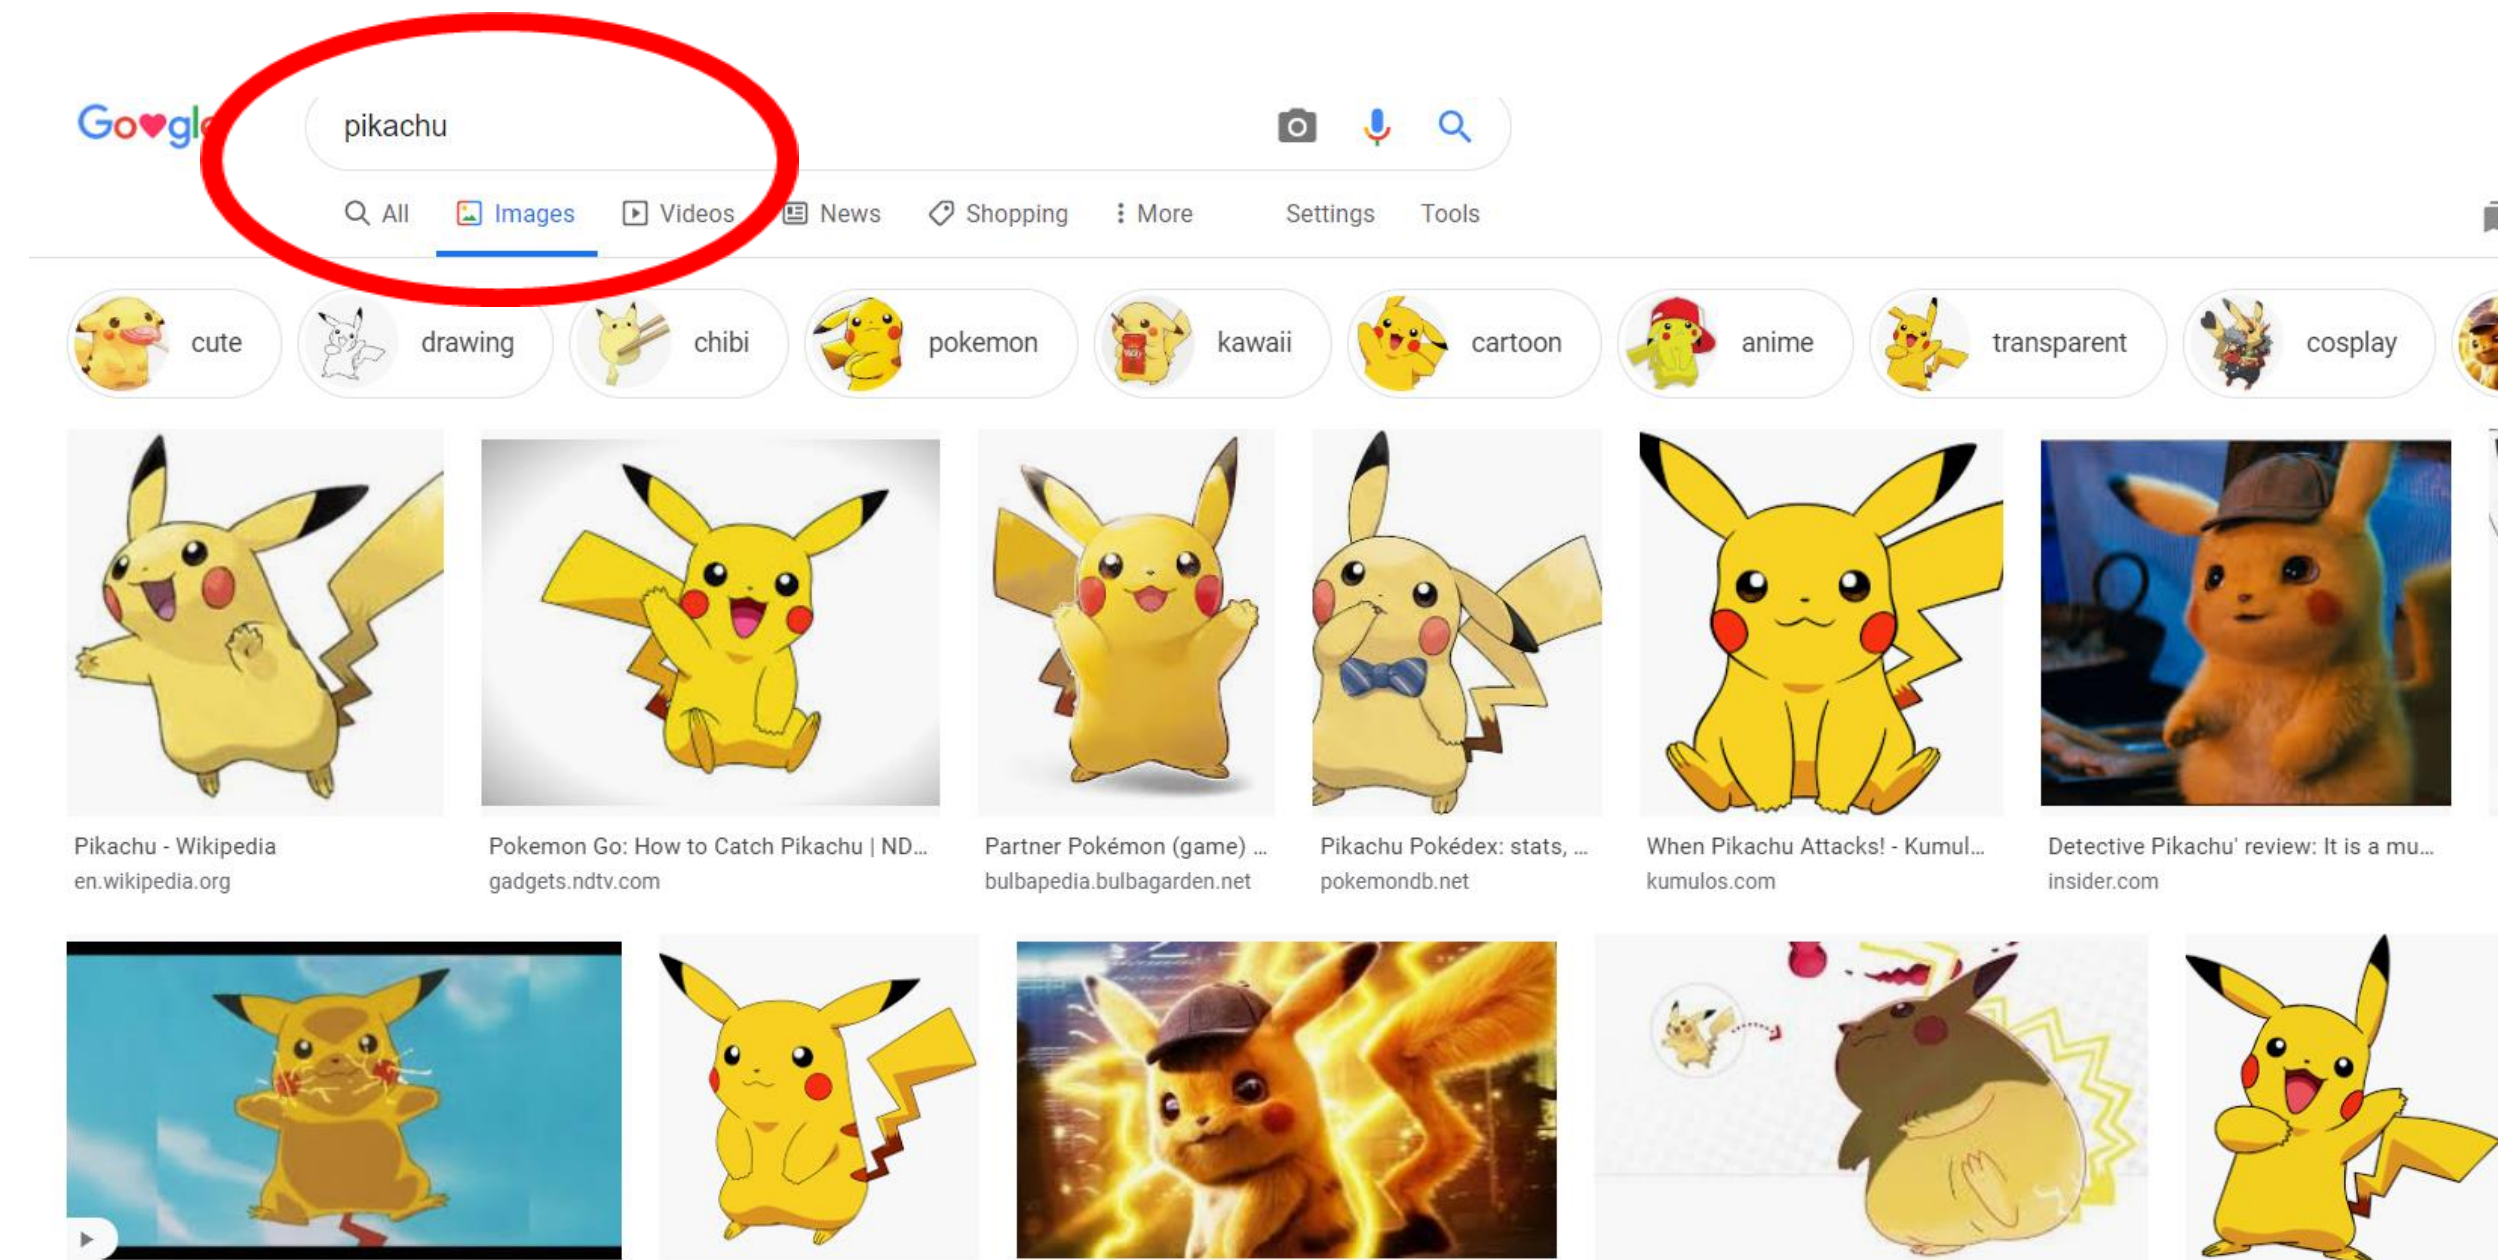 Google
pikachu
All Images Videos News Shopping More Settings Tools
cute drawing chibi pokemon kawaii cartoon anime transparent cosplay
Pikachu - Wikipedia
en.wikipedia.org
Pokemon Go: How to Catch Pikachu | ND...
gadgets.ndtv.com
Partner Pokémon (game) ...
bulbapedia.bulbagarden.net
Pikachu Pokédex: stats, ...
pokemondb.net
When Pikachu Attacks! - Kumul...
kumulos.com
Detective Pikachu' review: It is a mu...
insider.com